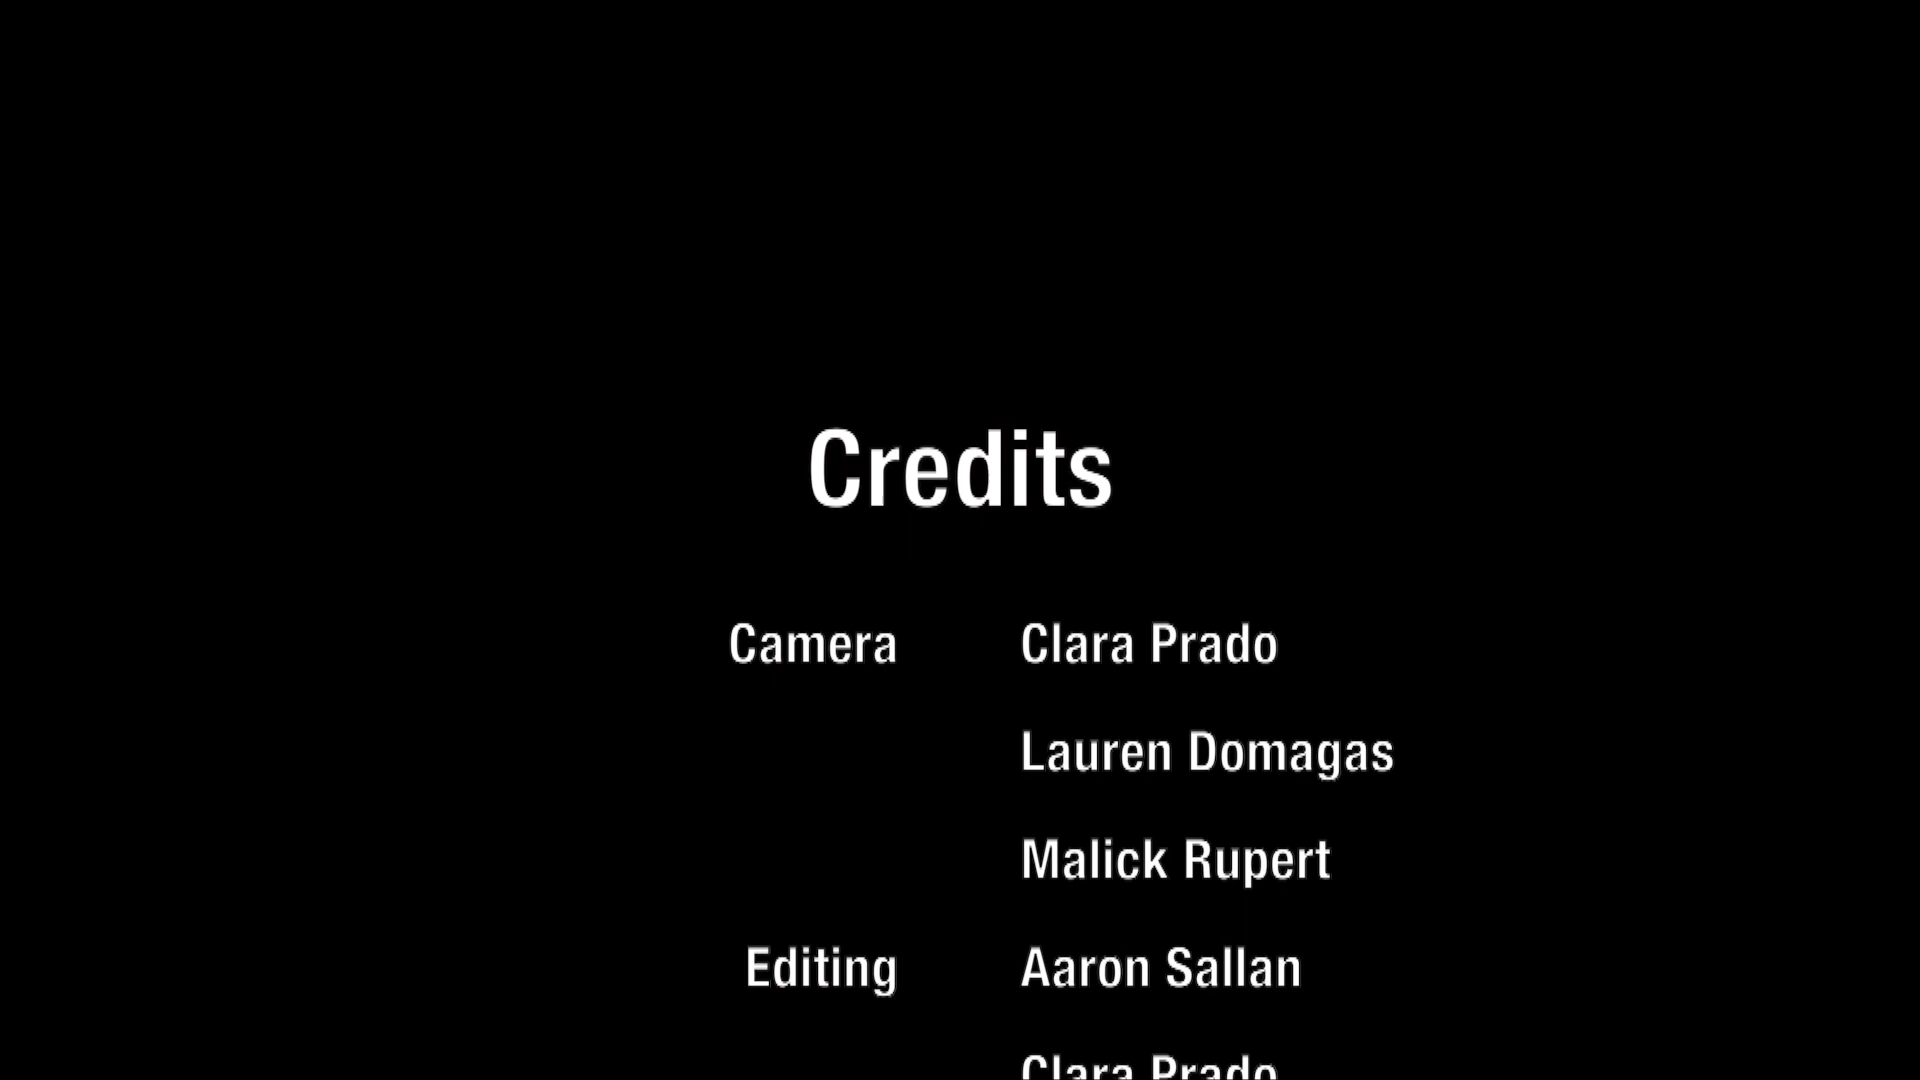 Credits
Camera Clara Prado
Lauren Domagas
Malick Rupert
Editing Aaron Sallan
Clara Prado